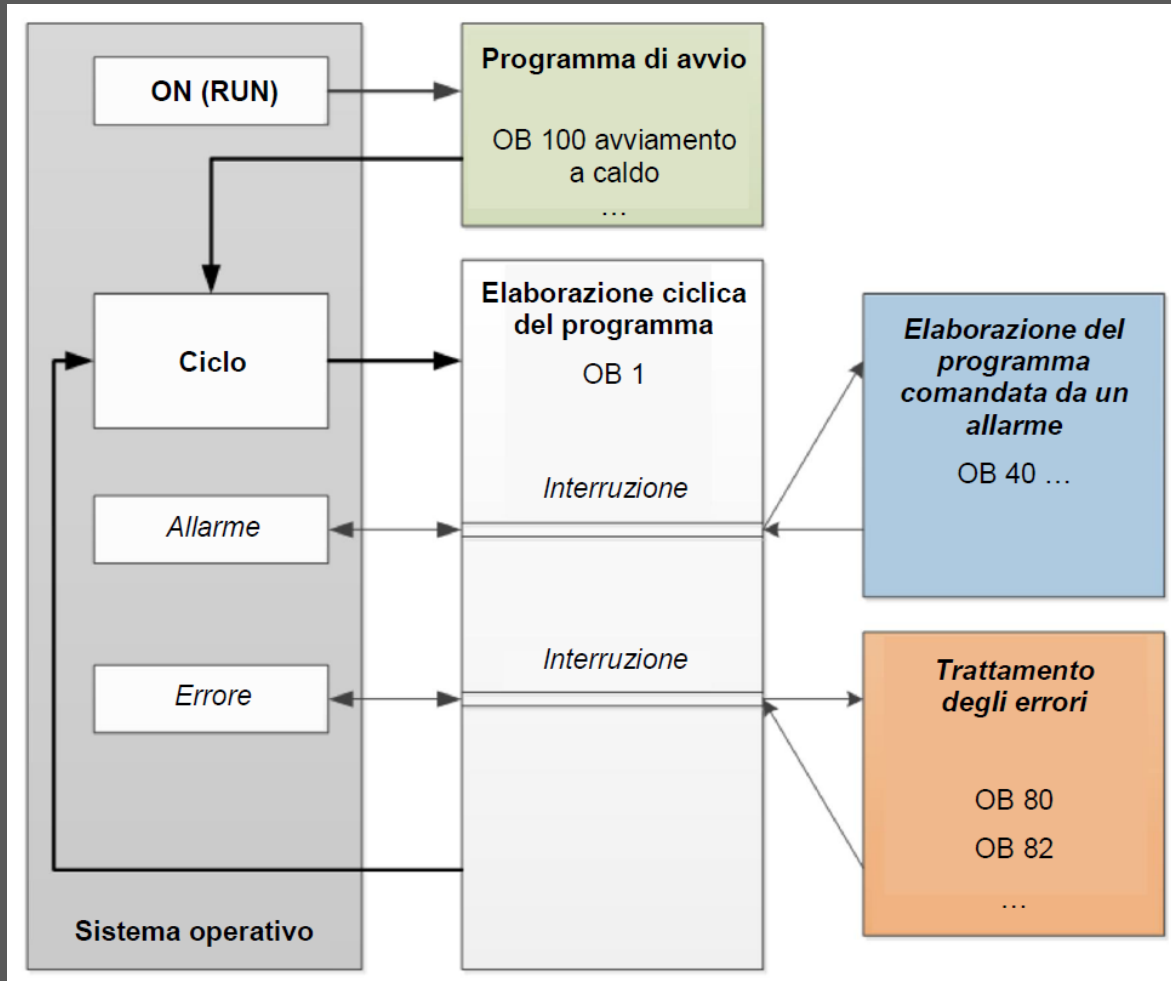 ON (RUN)
Programma di avvio
OB 100 avviamento
a caldo
…
Ciclo
Elaborazione ciclica
del programma
OB 1
Interruzione
Interruzione
Elaborazione del
programma
comandata da un
allarme
OB 40 …
Allarme
Errore
Trattamento
degli errori
OB 80
OB 82
…
Sistema operativo